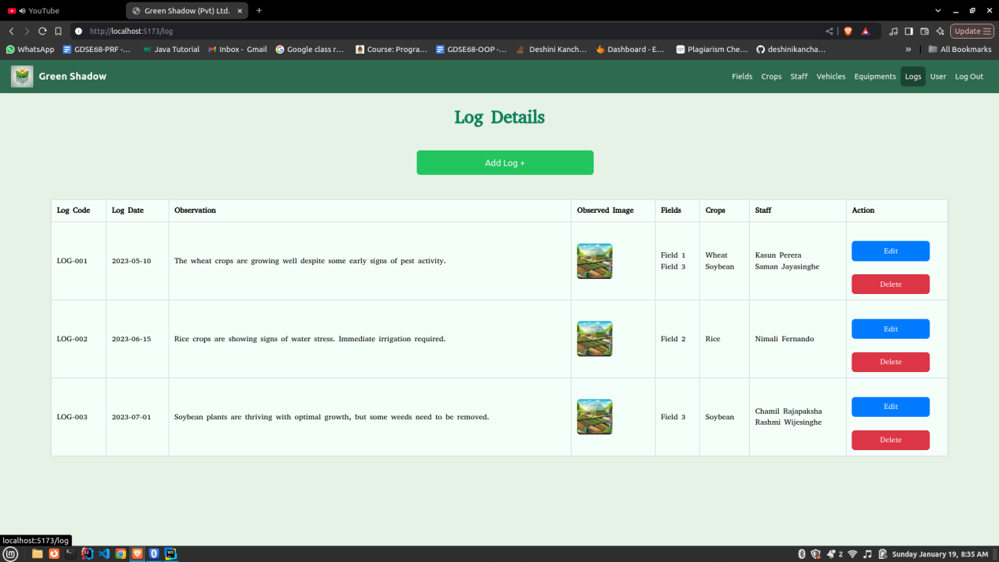 YouTube
Green Shadow (Pvt) Ltd.
http://localhost:5173/log
Update
WhatsApp
GDSE68-PRF -...
Java Tutorial
Inbox - Gmail
Google class r...
Course: Progra...
GDSE68-OOP -...
Deshini Kanch...
Dashboard - E...
Plagiarism Che...
deshinikancha...
All Bookmarks
Green Shadow
Fields Crops Staff Vehicles Equipments Logs User Log Out
Log Details
Add Log +
Log Code Log Date Observation Observed Image Fields Crops Staff Action
LOG-001 2023-05-10 The wheat crops are growing well despite some early signs of pest activity.
Field 1
Field 3
Wheat
Soybean
Kasun Perera
Saman Jayasinghe
Edit
Delete
LOG-002 2023-06-15 Rice crops are showing signs of water stress. Immediate irrigation required. Field 2 Rice Nimali Fernando
Edit
Delete
LOG-003 2023-07-01 Soybean plants are thriving with optimal growth, but some weeds need to be removed. Field 3 Soybean
Chamil Rajapaksha
Rashmi Wijesinghe
Edit
Delete
localhost:5173/log
2
Sunday January 19, 8:35 AM